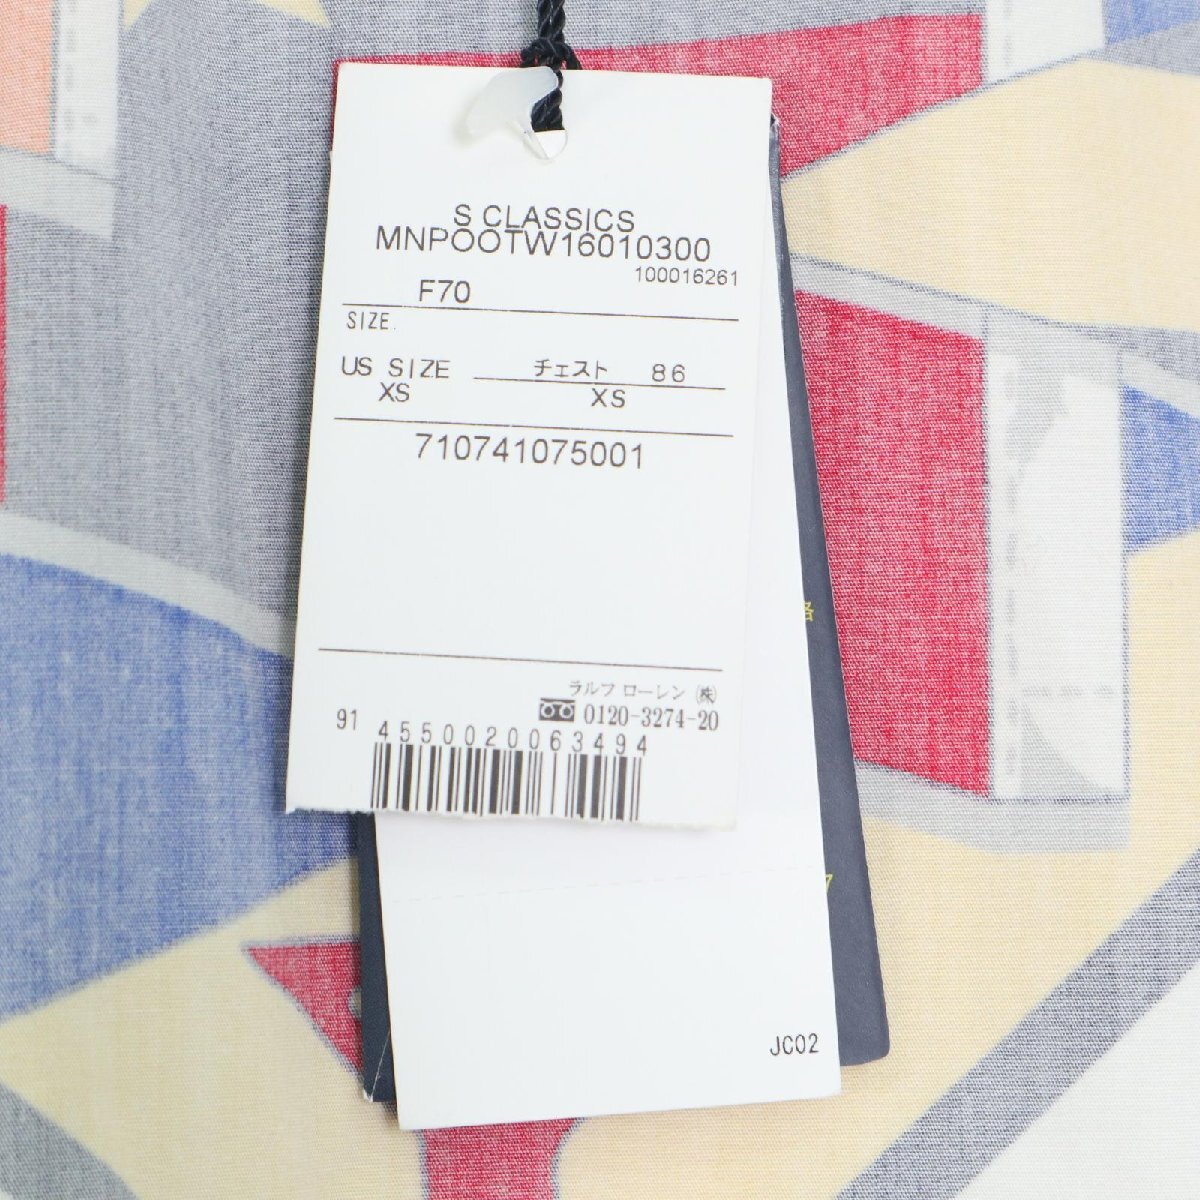 S CLASSICS
MNPOOTW16010300
100016261
F70
SIZE
US SIZE チェスト 86
XS XS
710741075001
ラルフ ローレン ㈱
0120-3274-20
91 4550020063494
JC02